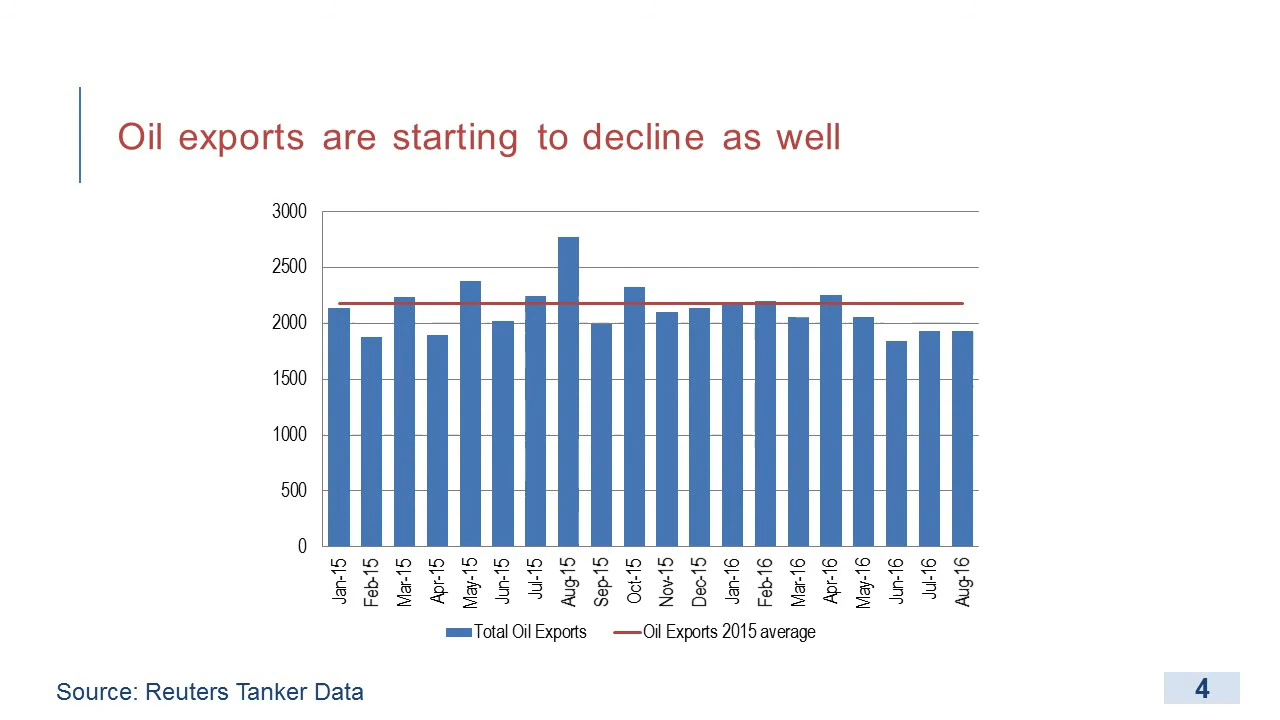 Oil exports are starting to decline as well
3000
2500
2000
1500
1000
500
0
Jan-15
Feb-15
Mar-15
Apr-15
May-15
Jun-15
Jul-15
Aug-15
Sep-15
Oct-15
Nov-15
Dec-15
Jan-16
Feb-16
Mar-16
Apr-16
May-16
Jun-16
Jul-16
Aug-16
Total Oil Exports
Oil Exports 2015 average
Source: Reuters Tanker Data
4